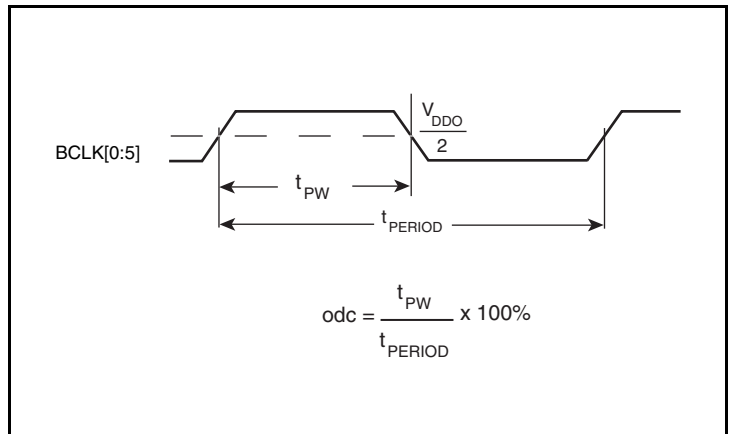 V_DDO
2
BCLK[0:5]
t_PW
t_PERIOD
odc = t_PW / t_PERIOD x 100%